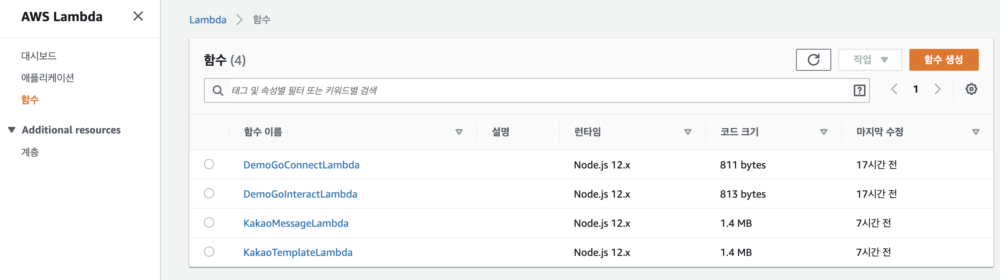 AWS Lambda
대시보드
애플리케이션
함수
Additional resources
계층
Lambda 함수
함수 (4)
작업
함수 생성
태그 및 속성별 필터 또는 키워드별 검색
1
함수 이름 설명 런타임 코드 크기 마지막 수정
DemoGoConnectLambda Node.js 12.x 811 bytes 17시간 전
DemoGoInteractLambda Node.js 12.x 813 bytes 17시간 전
KakaoMessageLambda Node.js 12.x 1.4 MB 7시간 전
KakaoTemplateLambda Node.js 12.x 1.4 MB 7시간 전